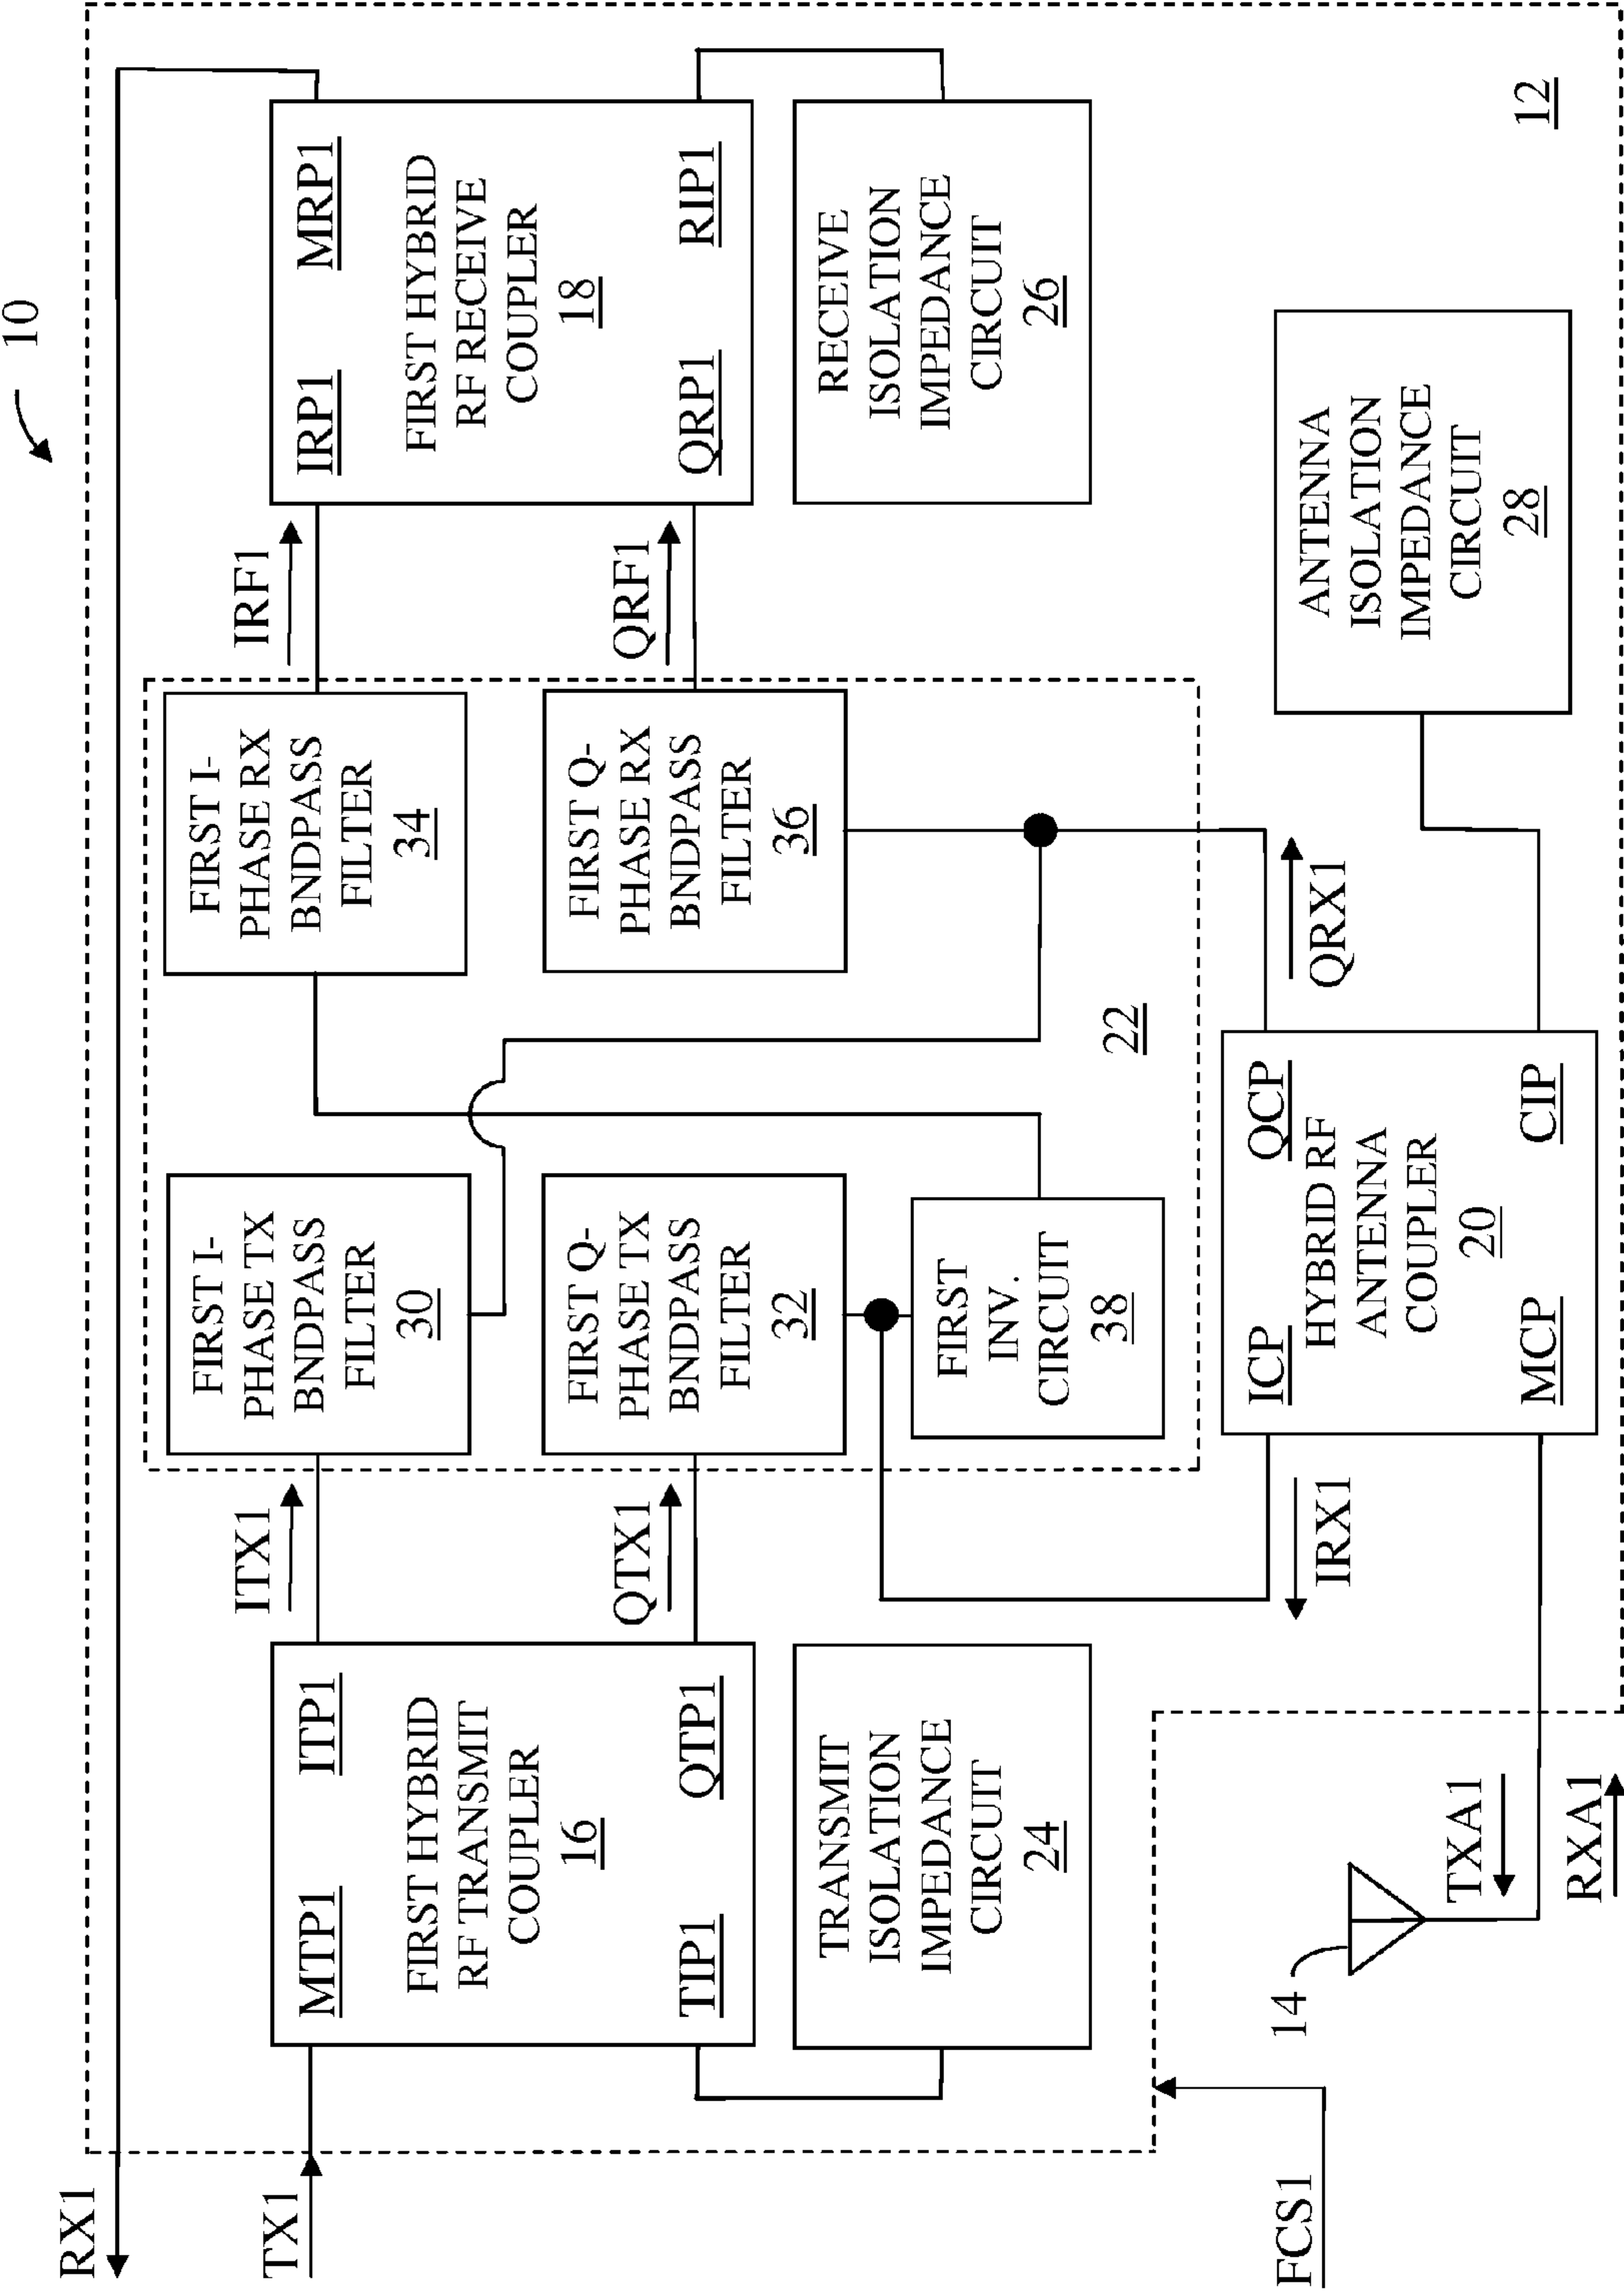 10
RX1
TX1
MTP1
ITP1
FIRST HYBRID
RF TRANSMIT
COUPLER
16
TIP1
QTP1
ITX1
QTX1
FIRST I-
PHASE TX
BNDPASS
FILTER
30
FIRST Q-
PHASE TX
BNDPASS
FILTER
32
FIRST
INV.
CIRCUIT
38
FIRST I-
PHASE RX
BNDPASS
FILTER
34
FIRST Q-
PHASE RX
BNDPASS
FILTER
36
22
IRF1
QRF1
IRP1
MRP1
FIRST HYBRID
RF RECEIVE
COUPLER
18
QRP1
RIP1
TRANSMIT
ISOLATION
IMPEDANCE
CIRCUIT
24
RECEIVE
ISOLATION
IMPEDANCE
CIRCUIT
26
FCS1
14
TXA1
RXA1
IRX1
ICP
QCP
HYBRID RF
ANTENNA
COUPLER
20
MCP
CIP
QRX1
ANTENNA
ISOLATION
IMPEDANCE
CIRCUIT
28
12